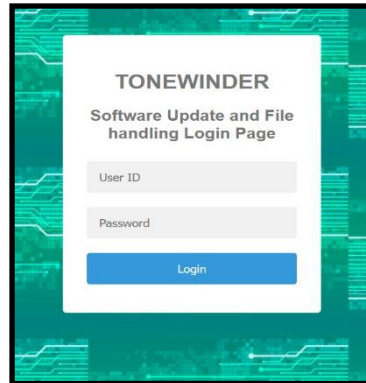 TONEWINDER
Software Update and File
handling Login Page
User ID
Password
Login